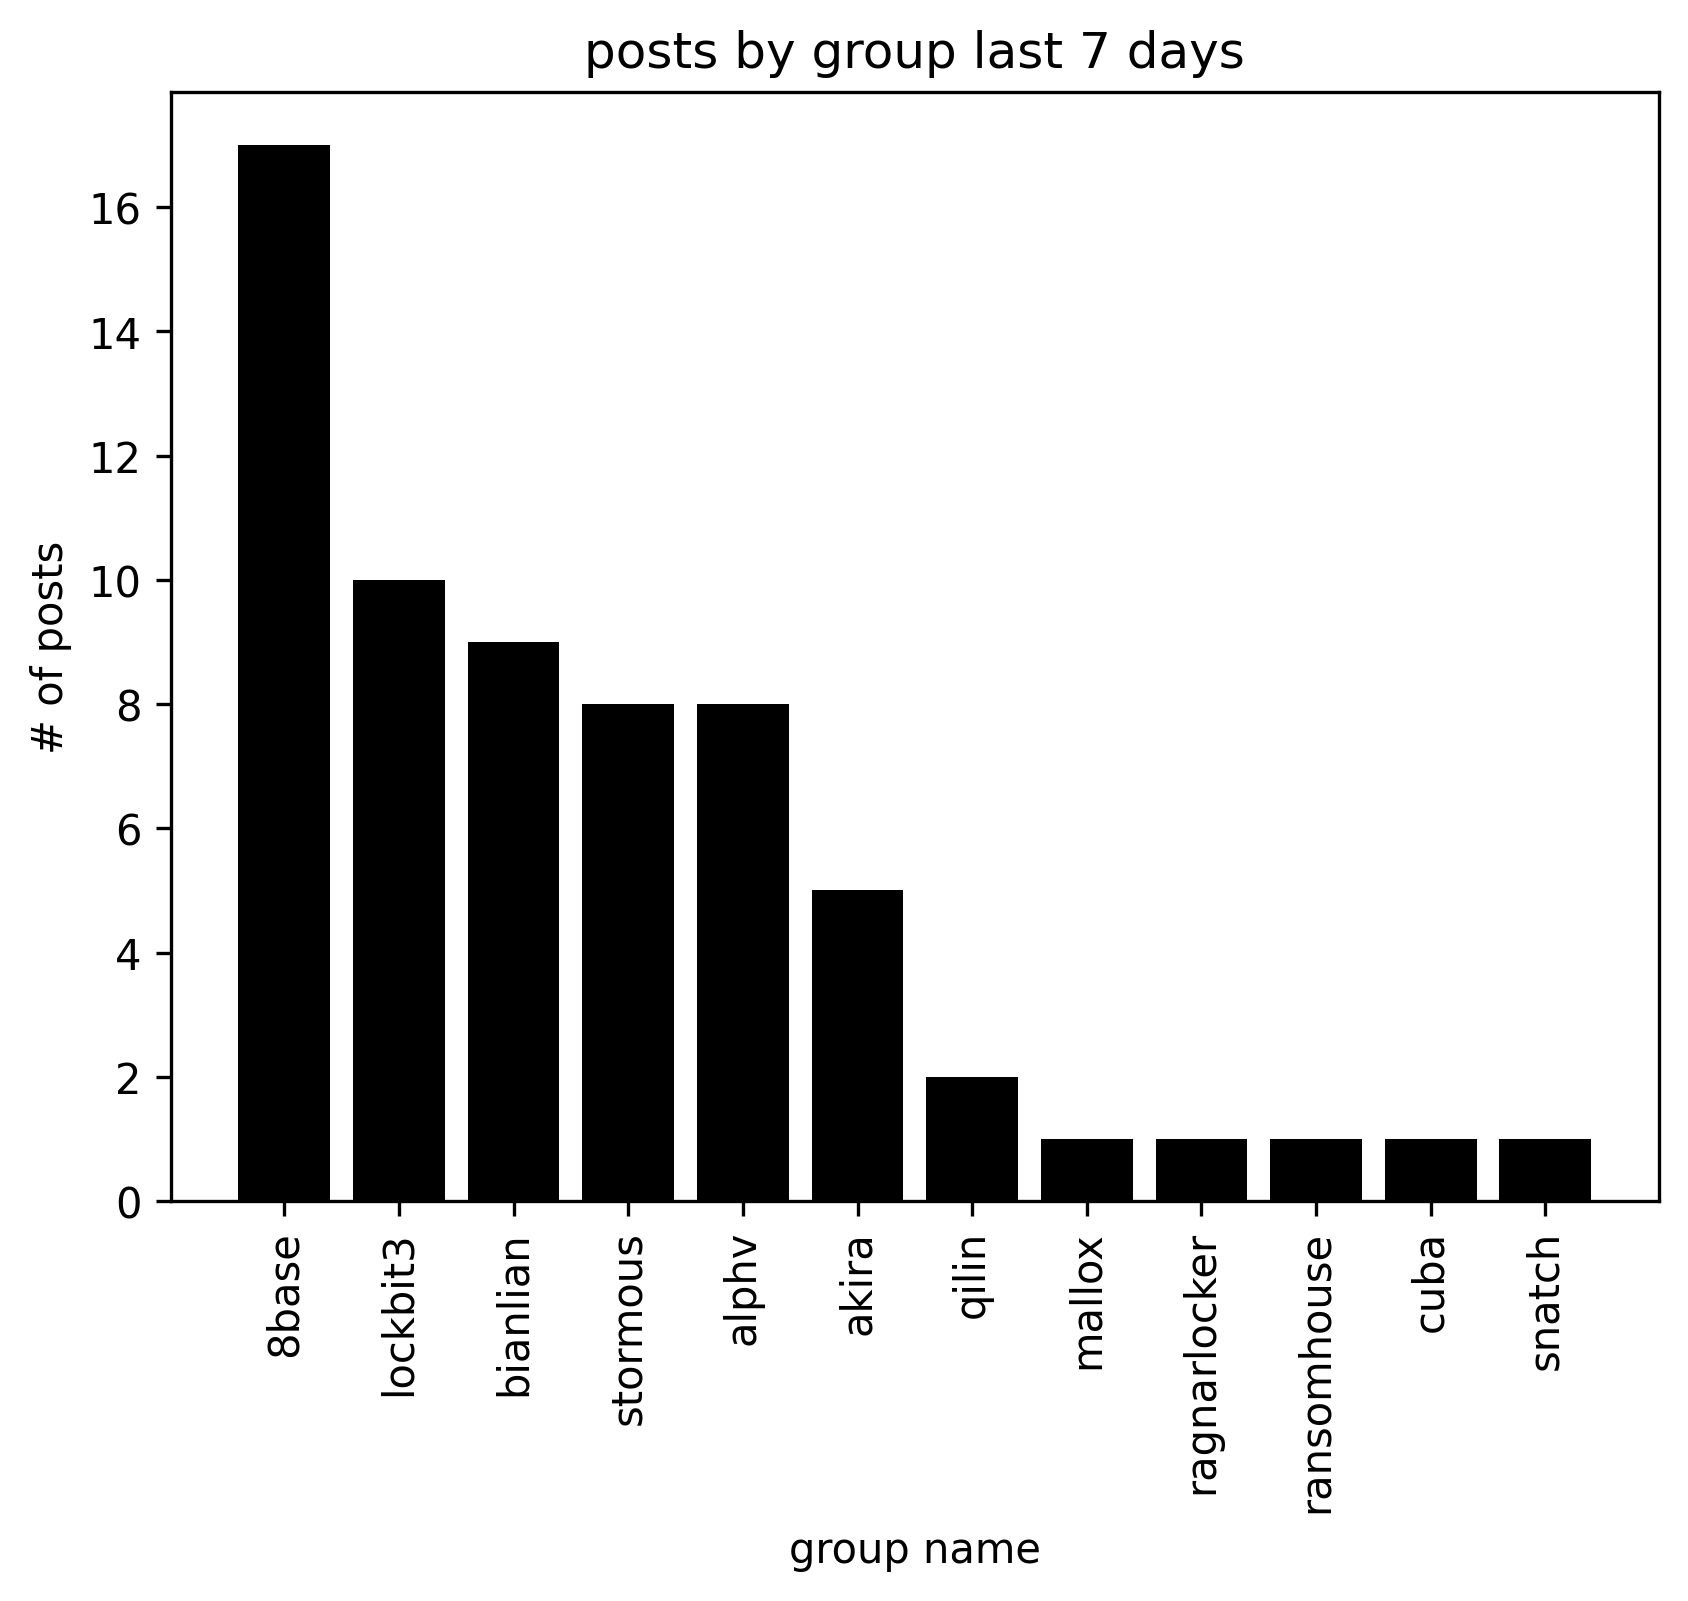 posts by group last 7 days
# of posts
16
14
12
10
8
6
4
2
0
8base
lockbit3
bianlian
stormous
alphv
akira
qilin
mallox
ragnarlocker
ransomhouse
cuba
snatch
group name